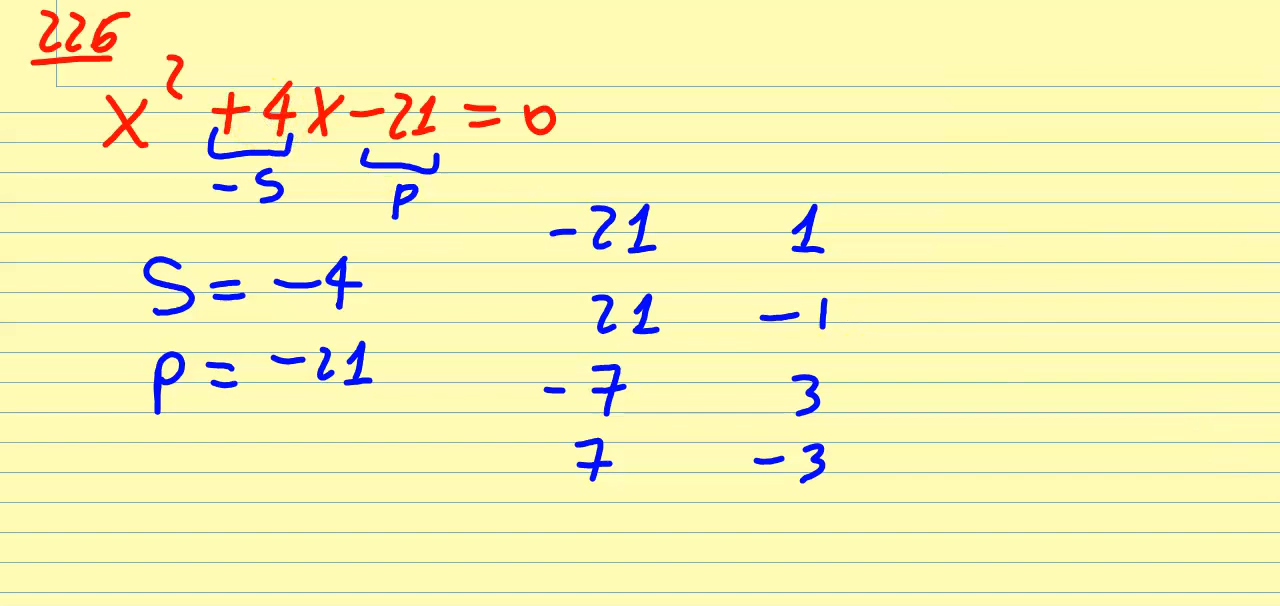 226
x² +4x -21 = 0
-S P
S = -4
P = -21
-21 1
21 -1
-7 3
7 -3